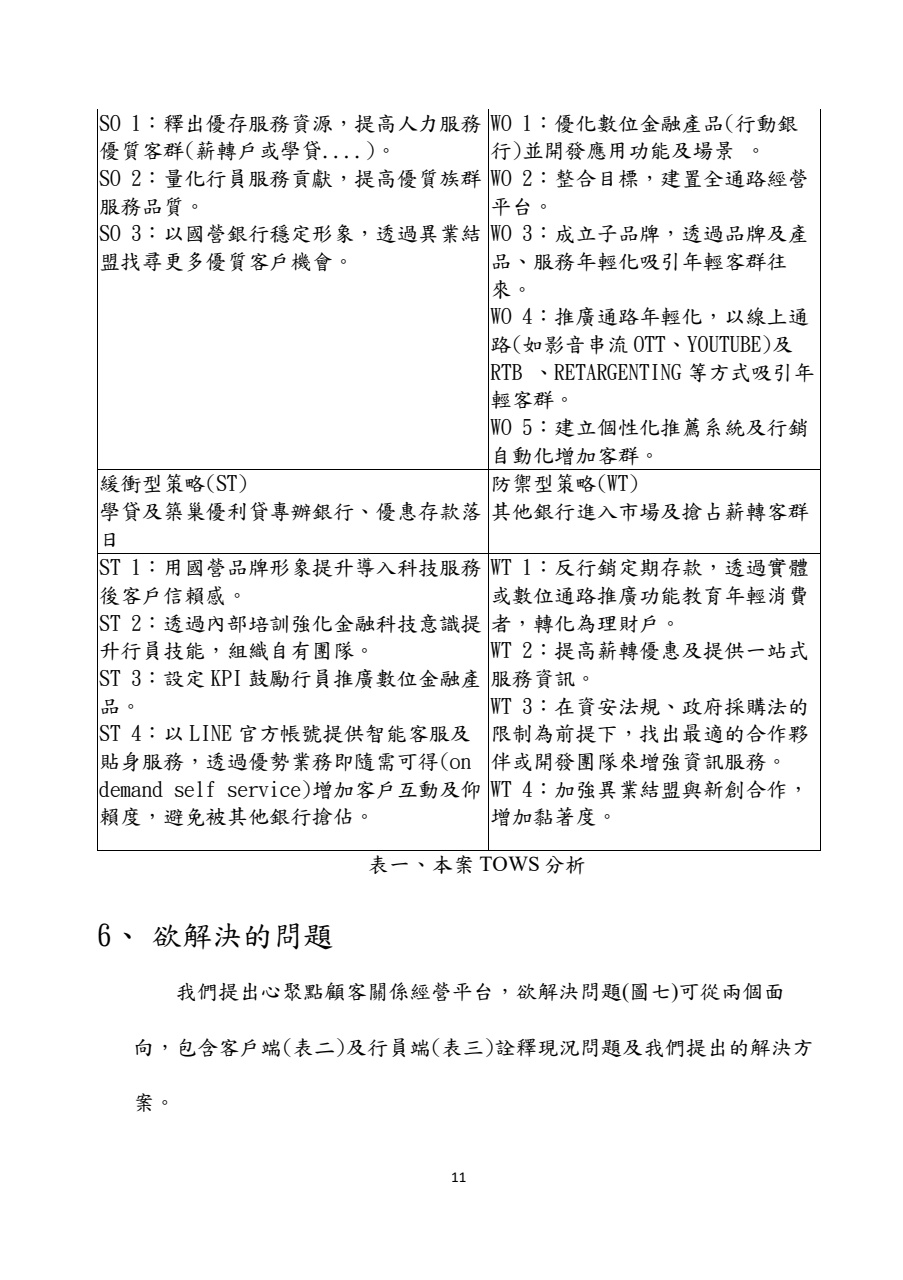 SO 1：釋出優存服務資源，提高人力服務
優質客群(薪轉戶或學貸....)。
SO 2：量化行員服務貢獻，提高優質族群
服務品質。
SO 3：以國營銀行穩定形象，透過異業結
盟找尋更多優質客戶機會。
WO 1：優化數位金融產品(行動銀
行)並開發應用功能及場景 。
WO 2：整合目標，建置全通路經營
平台。
WO 3：成立子品牌，透過品牌及產
品、服務年輕化吸引年輕客群往
來。
WO 4：推廣通路年輕化，以線上通
路(如影音串流 OTT、YOUTUBE)及
RTB 、RETARGENTING 等方式吸引年
輕客群。
WO 5：建立個性化推薦系統及行銷
自動化增加客群。
緩衝型策略(ST)
學貸及築巢優利貸專辦銀行、優惠存款落
日
防禦型策略(WT)
其他銀行進入市場及搶占薪轉客群
ST 1：用國營品牌形象提升導入科技服務
後客戶信賴感。
ST 2：透過內部培訓強化金融科技意識提
升行員技能，組織自有團隊。
ST 3：設定 KPI 鼓勵行員推廣數位金融產
品。
ST 4：以 LINE 官方帳號提供智能客服及
貼身服務，透過優勢業務即隨需可得(on
demand self service)增加客戶互動及仰
賴度，避免被其他銀行搶佔。
WT 1：反行銷定期存款，透過實體
或數位通路推廣功能教育年輕消費
者，轉化為理財戶。
WT 2：提高薪轉優惠及提供一站式
服務資訊。
WT 3：在資安法規、政府採購法的
限制為前提下，找出最適的合作夥
伴或開發團隊來增強資訊服務。
WT 4：加強異業結盟與新創合作，
增加黏著度。
表一、本案 TOWS 分析
6、 欲解決的問題
我們提出心聚點顧客關係經營平台，欲解決問題(圖七)可從兩個面
向，包含客戶端(表二)及行員端(表三)詮釋現況問題及我們提出的解決方
案。
11